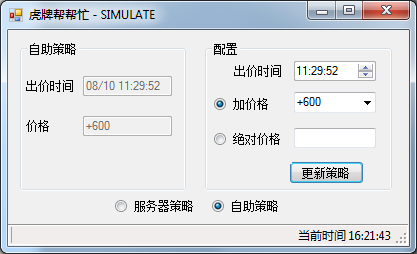 虎牌帮帮忙 - SIMULATE
自助策略
出价时间 08/10 11:29:52
价格 +600
配置
出价时间 11:29:52
加价格 +600
绝对价格
更新策略
服务器策略 自助策略
当前时间 16:21:43